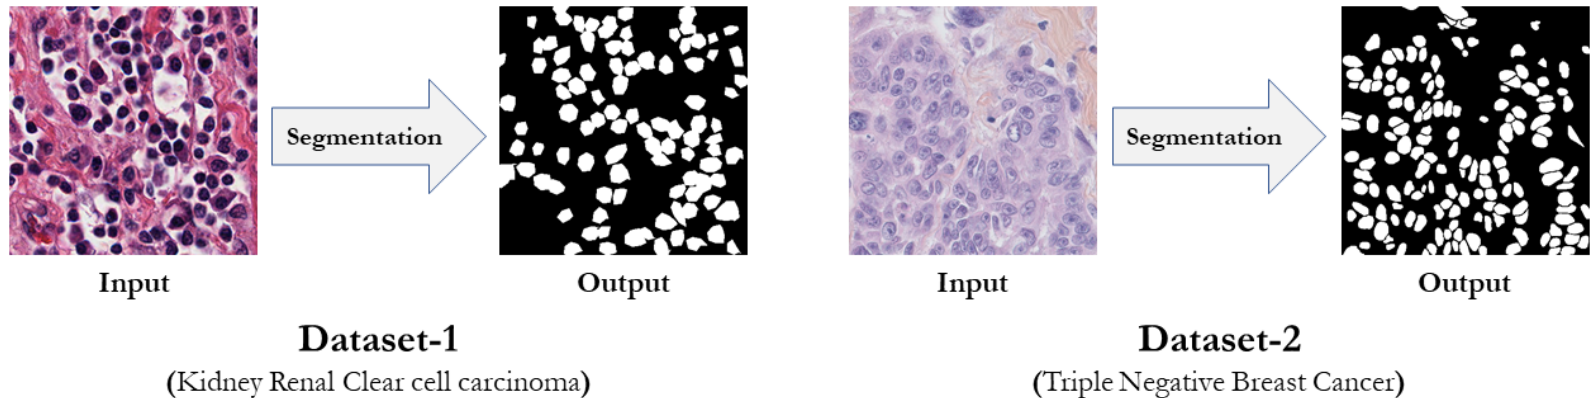 Segmentation
Segmentation
Input
Output
Input
Output
Dataset-1
(Kidney Renal Clear cell carcinoma)
Dataset-2
(Triple Negative Breast Cancer)